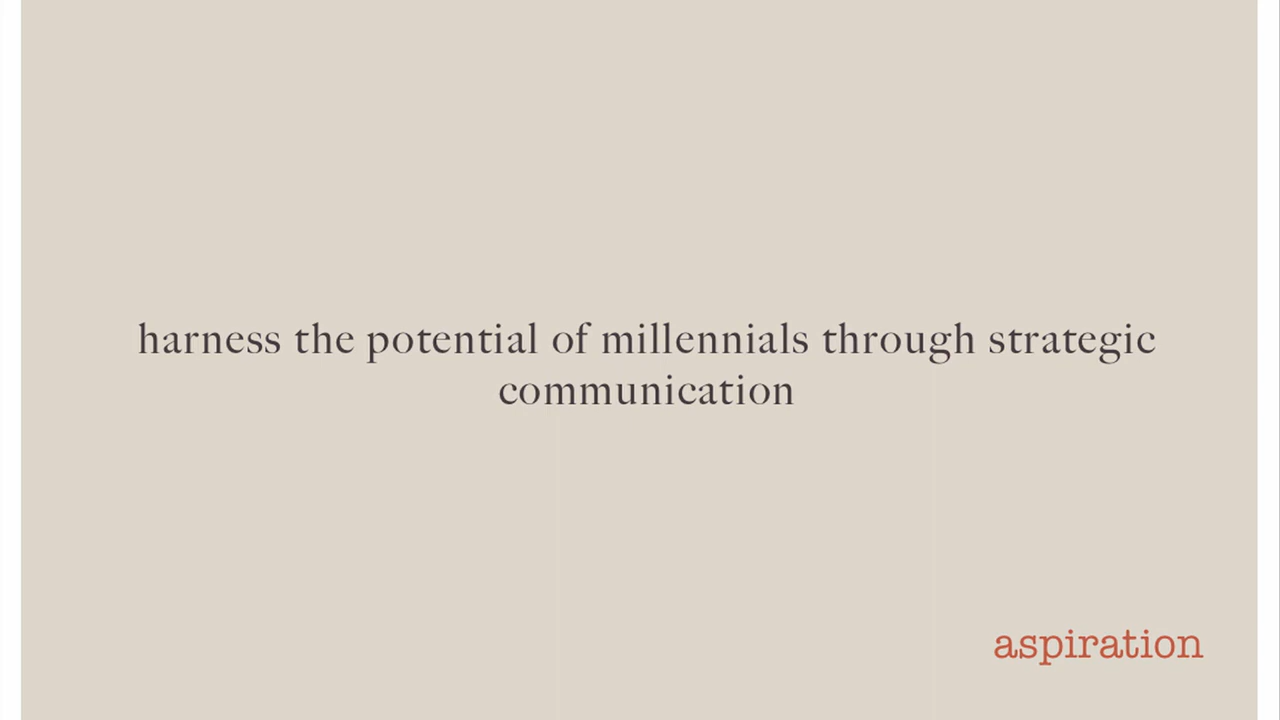 harness the potential of millennials through strategic
communication
aspiration